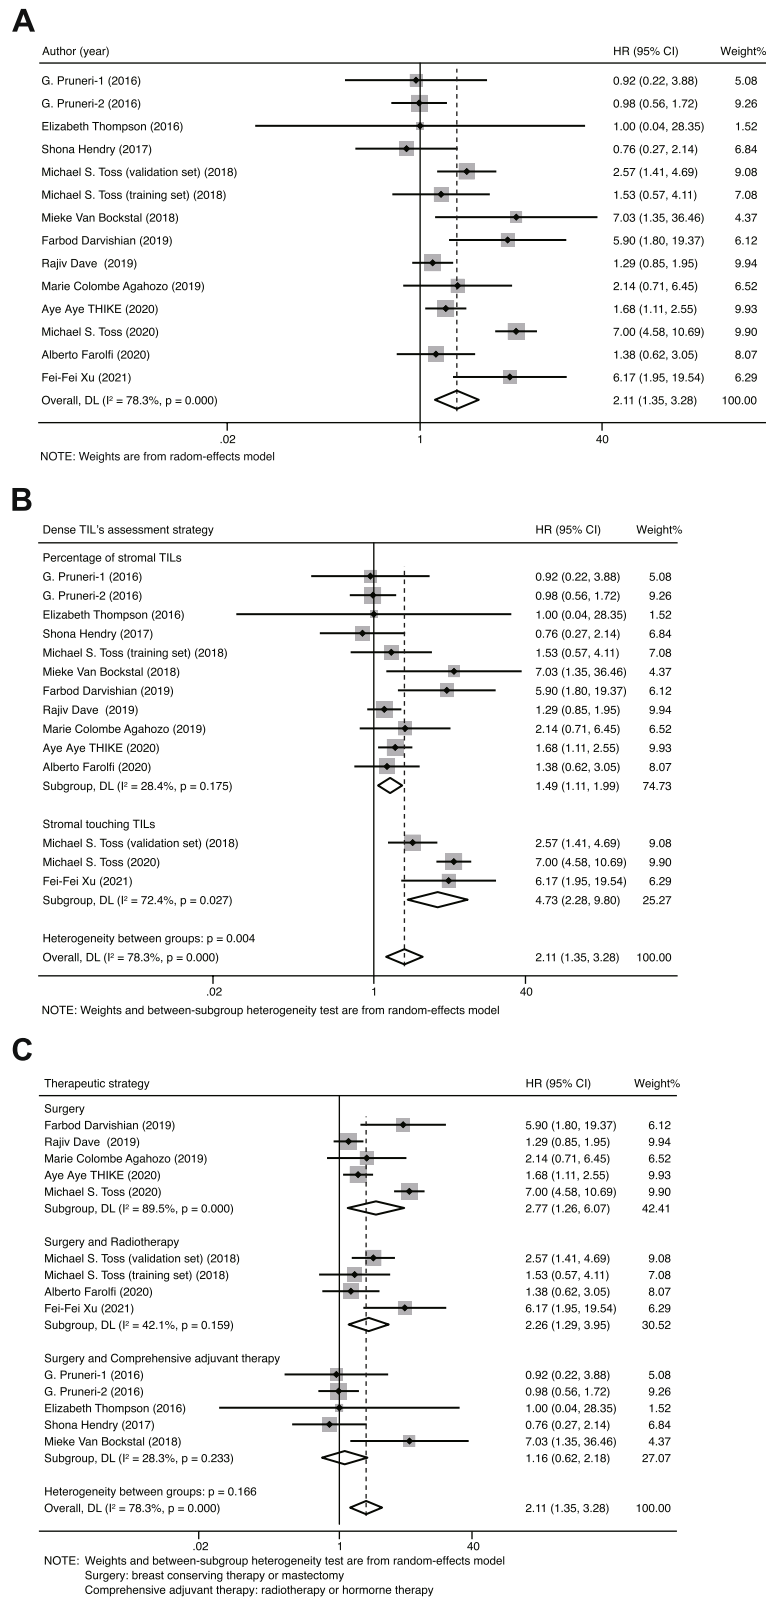 A
Author (year) HR (95% CI) Weight%
G. Pruneri-1 (2016) 0.92 (0.22, 3.88) 5.08
G. Pruneri-2 (2016) 0.98 (0.56, 1.72) 9.26
Elizabeth Thompson (2016) 1.00 (0.04, 28.35) 1.52
Shona Hendry (2017) 0.76 (0.27, 2.14) 6.84
Michael S. Toss (validation set) (2018) 2.57 (1.41, 4.69) 9.08
Michael S. Toss (training set) (2018) 1.53 (0.57, 4.11) 7.08
Mieke Van Bockstal (2018) 7.03 (1.35, 36.46) 4.37
Farbod Darvishian (2019) 5.90 (1.80, 19.37) 6.12
Rajiv Dave (2019) 1.29 (0.85, 1.95) 9.94
Marie Colombe Agahozo (2019) 2.14 (0.71, 6.45) 6.52
Aye Aye THIKE (2020) 1.68 (1.11, 2.55) 9.93
Michael S. Toss (2020) 7.00 (4.58, 10.69) 9.90
Alberto Farolfi (2020) 1.38 (0.62, 3.05) 8.07
Fei-Fei Xu (2021) 6.17 (1.95, 19.54) 6.29
Overall, DL (I² = 78.3%, p = 0.000) 2.11 (1.35, 3.28) 100.00
.02 1 40
NOTE: Weights are from radom-effects model
B
Dense TIL's assessment strategy HR (95% CI) Weight%
Percentage of stromal TILs
G. Pruneri-1 (2016) 0.92 (0.22, 3.88) 5.08
G. Pruneri-2 (2016) 0.98 (0.56, 1.72) 9.26
Elizabeth Thompson (2016) 1.00 (0.04, 28.35) 1.52
Shona Hendry (2017) 0.76 (0.27, 2.14) 6.84
Michael S. Toss (training set) (2018) 1.53 (0.57, 4.11) 7.08
Mieke Van Bockstal (2018) 7.03 (1.35, 36.46) 4.37
Farbod Darvishian (2019) 5.90 (1.80, 19.37) 6.12
Rajiv Dave (2019) 1.29 (0.85, 1.95) 9.94
Marie Colombe Agahozo (2019) 2.14 (0.71, 6.45) 6.52
Aye Aye THIKE (2020) 1.68 (1.11, 2.55) 9.93
Alberto Farolfi (2020) 1.38 (0.62, 3.05) 8.07
Subgroup, DL (I² = 28.4%, p = 0.175) 1.49 (1.11, 1.99) 74.73
Stromal touching TILs
Michael S. Toss (validation set) (2018) 2.57 (1.41, 4.69) 9.08
Michael S. Toss (2020) 7.00 (4.58, 10.69) 9.90
Fei-Fei Xu (2021) 6.17 (1.95, 19.54) 6.29
Subgroup, DL (I² = 72.4%, p = 0.027) 4.73 (2.28, 9.80) 25.27
Heterogeneity between groups: p = 0.004
Overall, DL (I² = 78.3%, p = 0.000) 2.11 (1.35, 3.28) 100.00
.02 1 40
NOTE: Weights and between-subgroup heterogeneity test are from random-effects model
C
Therapeutic strategy HR (95% CI) Weight%
Surgery
Farbod Darvishian (2019) 5.90 (1.80, 19.37) 6.12
Rajiv Dave (2019) 1.29 (0.85, 1.95) 9.94
Marie Colombe Agahozo (2019) 2.14 (0.71, 6.45) 6.52
Aye Aye THIKE (2020) 1.68 (1.11, 2.55) 9.93
Michael S. Toss (2020) 7.00 (4.58, 10.69) 9.90
Subgroup, DL (I² = 89.5%, p = 0.000) 2.77 (1.26, 6.07) 42.41
Surgery and Radiotherapy
Michael S. Toss (validation set) (2018) 2.57 (1.41, 4.69) 9.08
Michael S. Toss (training set) (2018) 1.53 (0.57, 4.11) 7.08
Alberto Farolfi (2020) 1.38 (0.62, 3.05) 8.07
Fei-Fei Xu (2021) 6.17 (1.95, 19.54) 6.29
Subgroup, DL (I² = 42.1%, p = 0.159) 2.26 (1.29, 3.95) 30.52
Surgery and Comprehensive adjuvant therapy
G. Pruneri-1 (2016) 0.92 (0.22, 3.88) 5.08
G. Pruneri-2 (2016) 0.98 (0.56, 1.72) 9.26
Elizabeth Thompson (2016) 1.00 (0.04, 28.35) 1.52
Shona Hendry (2017) 0.76 (0.27, 2.14) 6.84
Mieke Van Bockstal (2018) 7.03 (1.35, 36.46) 4.37
Subgroup, DL (I² = 28.3%, p = 0.233) 1.16 (0.62, 2.18) 27.07
Heterogeneity between groups: p = 0.166
Overall, DL (I² = 78.3%, p = 0.000) 2.11 (1.35, 3.28) 100.00
.02 1 40
NOTE: Weights and between-subgroup heterogeneity test are from random-effects model
Surgery: breast conserving therapy or mastectomy
Comprehensive adjuvant therapy: radiotherapy or hormorne therapy